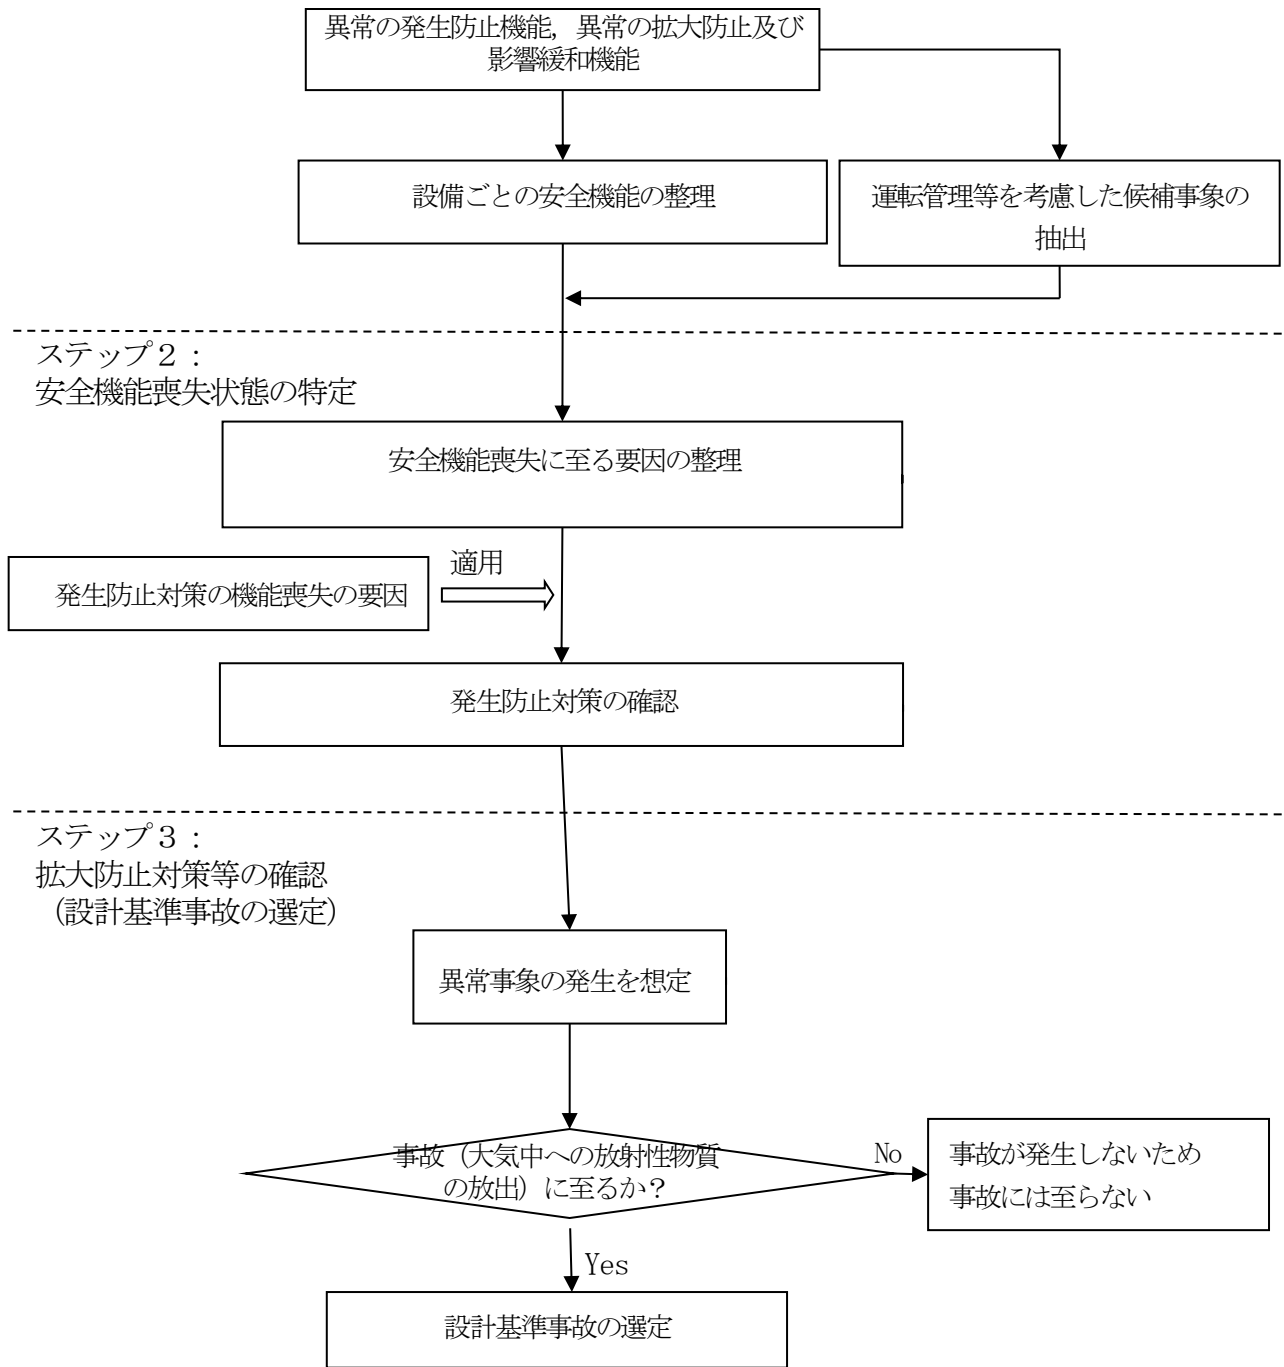 異常の発生防止機能，異常の拡大防止及び
影響緩和機能
設備ごとの安全機能の整理
運転管理等を考慮した候補事象の
抽出
ステップ２：
安全機能喪失状態の特定
安全機能喪失に至る要因の整理
適用
発生防止対策の機能喪失の要因
発生防止対策の確認
ステップ３：
拡大防止対策等の確認
（設計基準事故の選定）
異常事象の発生を想定
事故（大気中への放射性物質
の放出）に至るか？
No
事故が発生しないため
事故には至らない
Yes
設計基準事故の選定